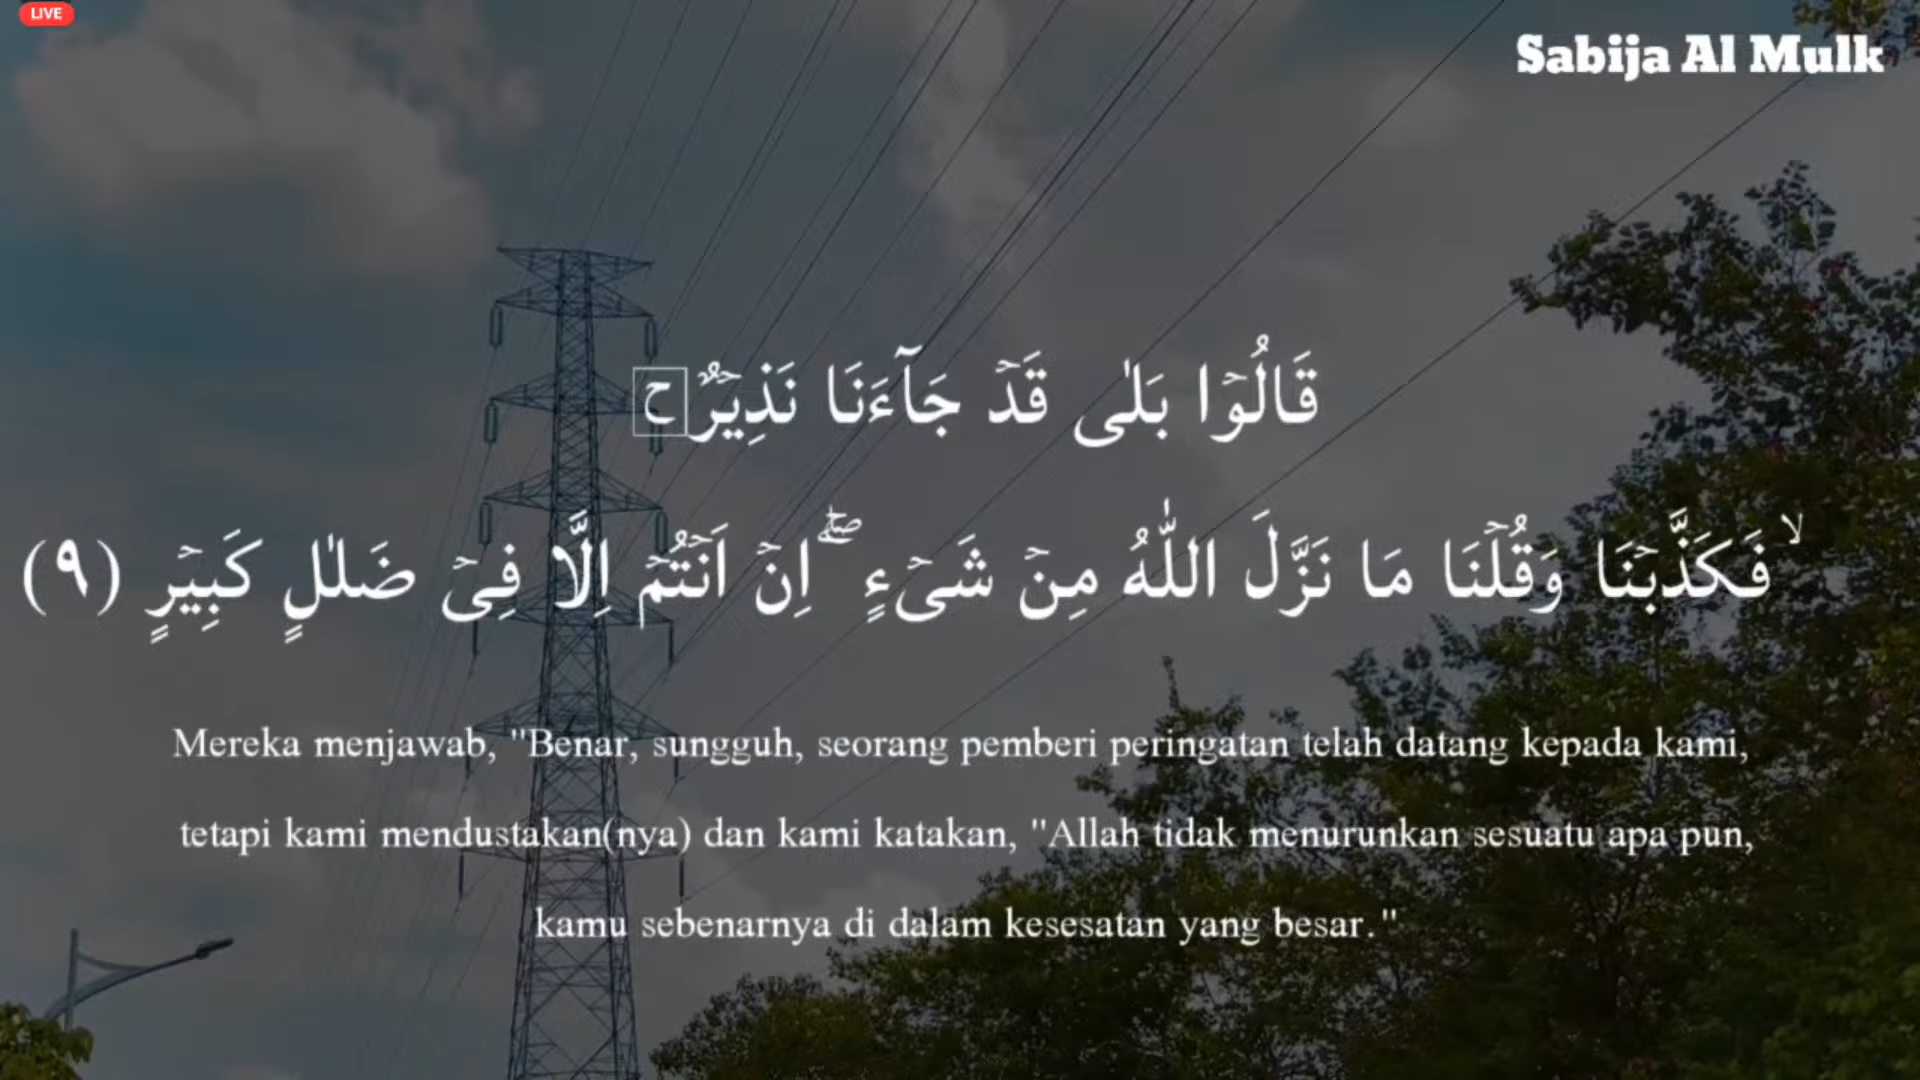 LIVE
Sabija Al Mulk
قَالُوْا بَلٰى قَدْ جَاۤءَنَا نَذِيْرٌ ەۙ ح
ۙ فَكَذَّبْنَا وَقُلْنَا مَا نَزَّلَ اللّٰهُ مِنْ شَيْءٍۖ اِنْ اَنْتُمْ اِلَّا فِيْ ضَلٰلٍ كَبِيْرٍ (٩)
Mereka menjawab, "Benar, sungguh, seorang pemberi peringatan telah datang kepada kami,
tetapi kami mendustakan(nya) dan kami katakan, "Allah tidak menurunkan sesuatu apa pun,
kamu sebenarnya di dalam kesesatan yang besar."